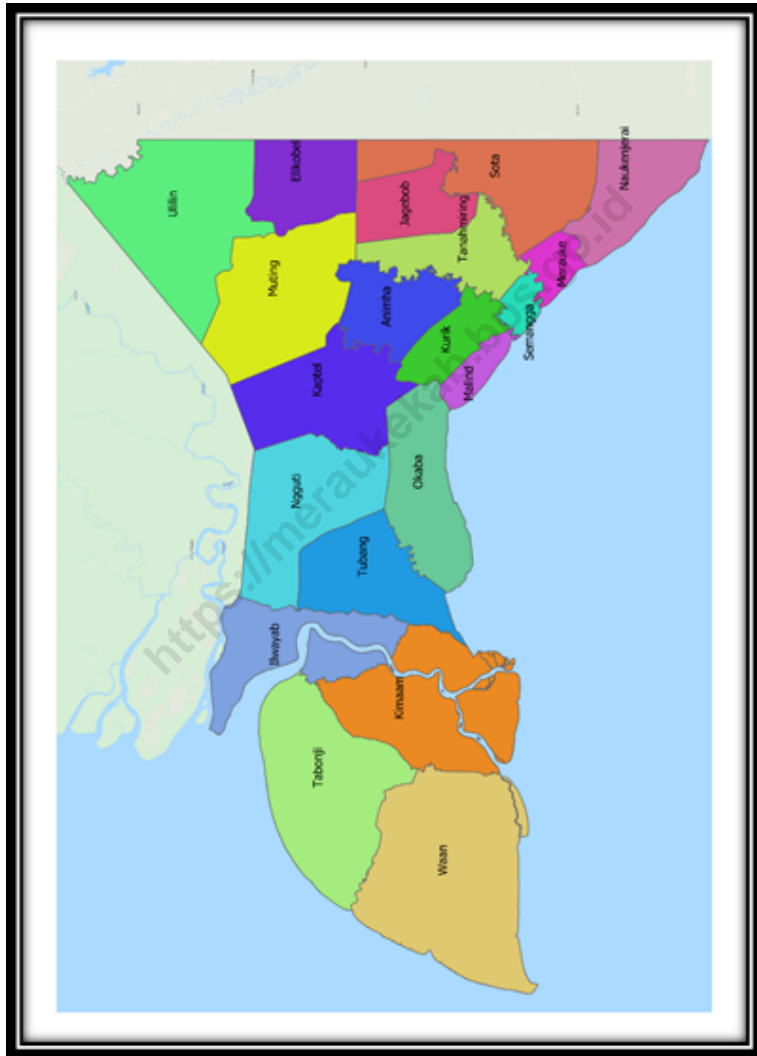 Ulilin
Elikobel
Sota
Naukenjerai
Jagebob
Tanahmiring
Merauke
Muting
Animha
Semangga
Kurik
Malind
Kaptel
Okaba
Ngguti
Tubang
Ilwayab
Kimaam
Tabonji
Waan
https://meraukekab.bps.go.id